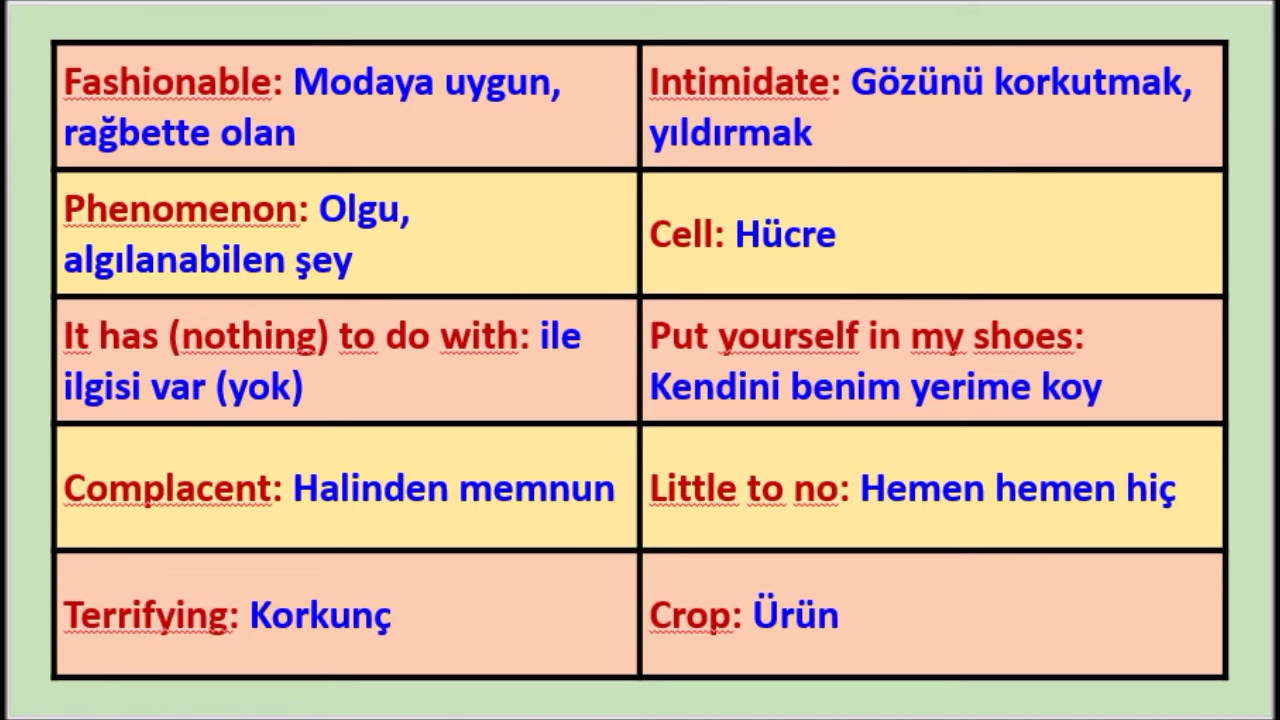 Fashionable: Modaya uygun,
rağbette olan
Intimidate: Gözünü korkutmak,
yıldırmak
Phenomenon: Olgu,
algılanabilen şey
Cell: Hücre
It has (nothing) to do with: ile
ilgisi var (yok)
Put yourself in my shoes:
Kendini benim yerime koy
Complacent: Halinden memnun
Little to no: Hemen hemen hiç
Terrifying: Korkunç
Crop: Ürün